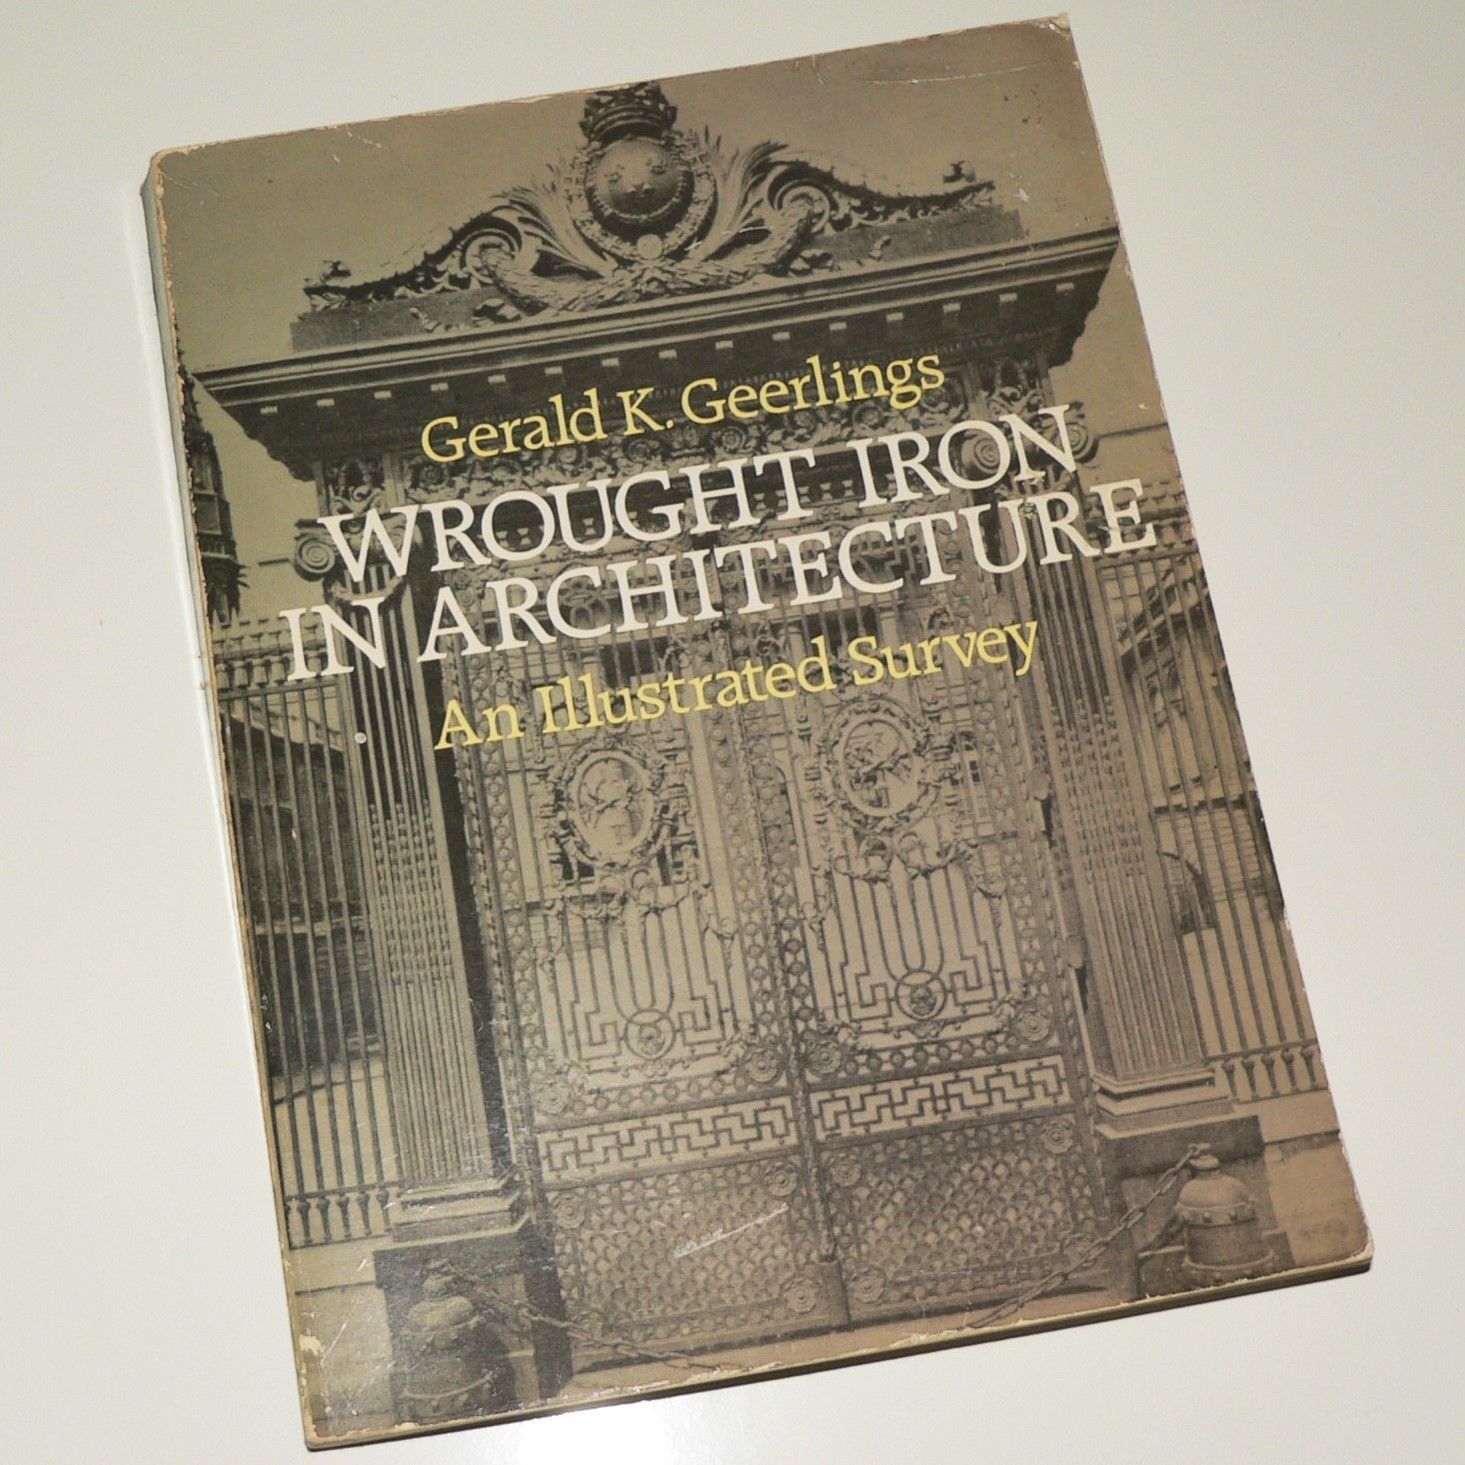 Gerald K. Geerlings
WROUGHT IRON
IN ARCHITECTURE
An Illustrated Survey